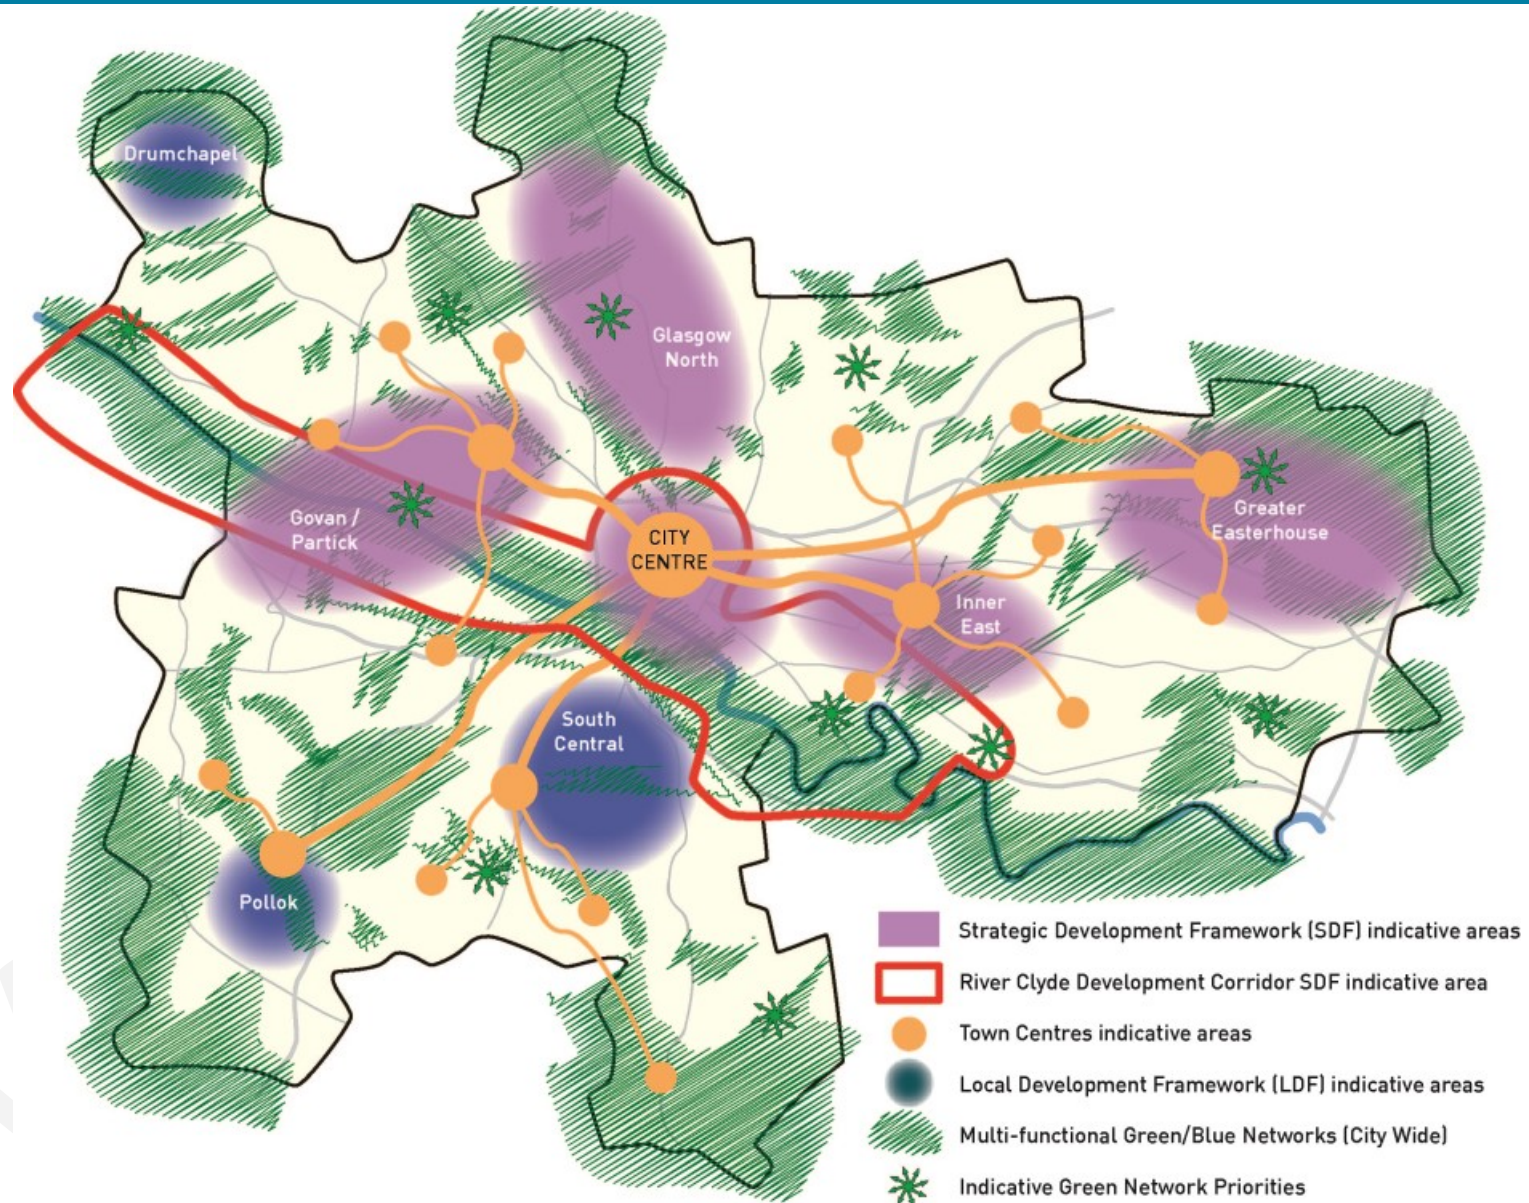 Drumchapel
Glasgow
North
Govan /
Partick
CITY
CENTRE
Greater
Easterhouse
Inner
East
South
Central
Pollok
Strategic Development Framework (SDF) indicative areas
River Clyde Development Corridor SDF indicative area
Town Centres indicative areas
Local Development Framework (LDF) indicative areas
Multi-functional Green/Blue Networks (City Wide)
Indicative Green Network Priorities